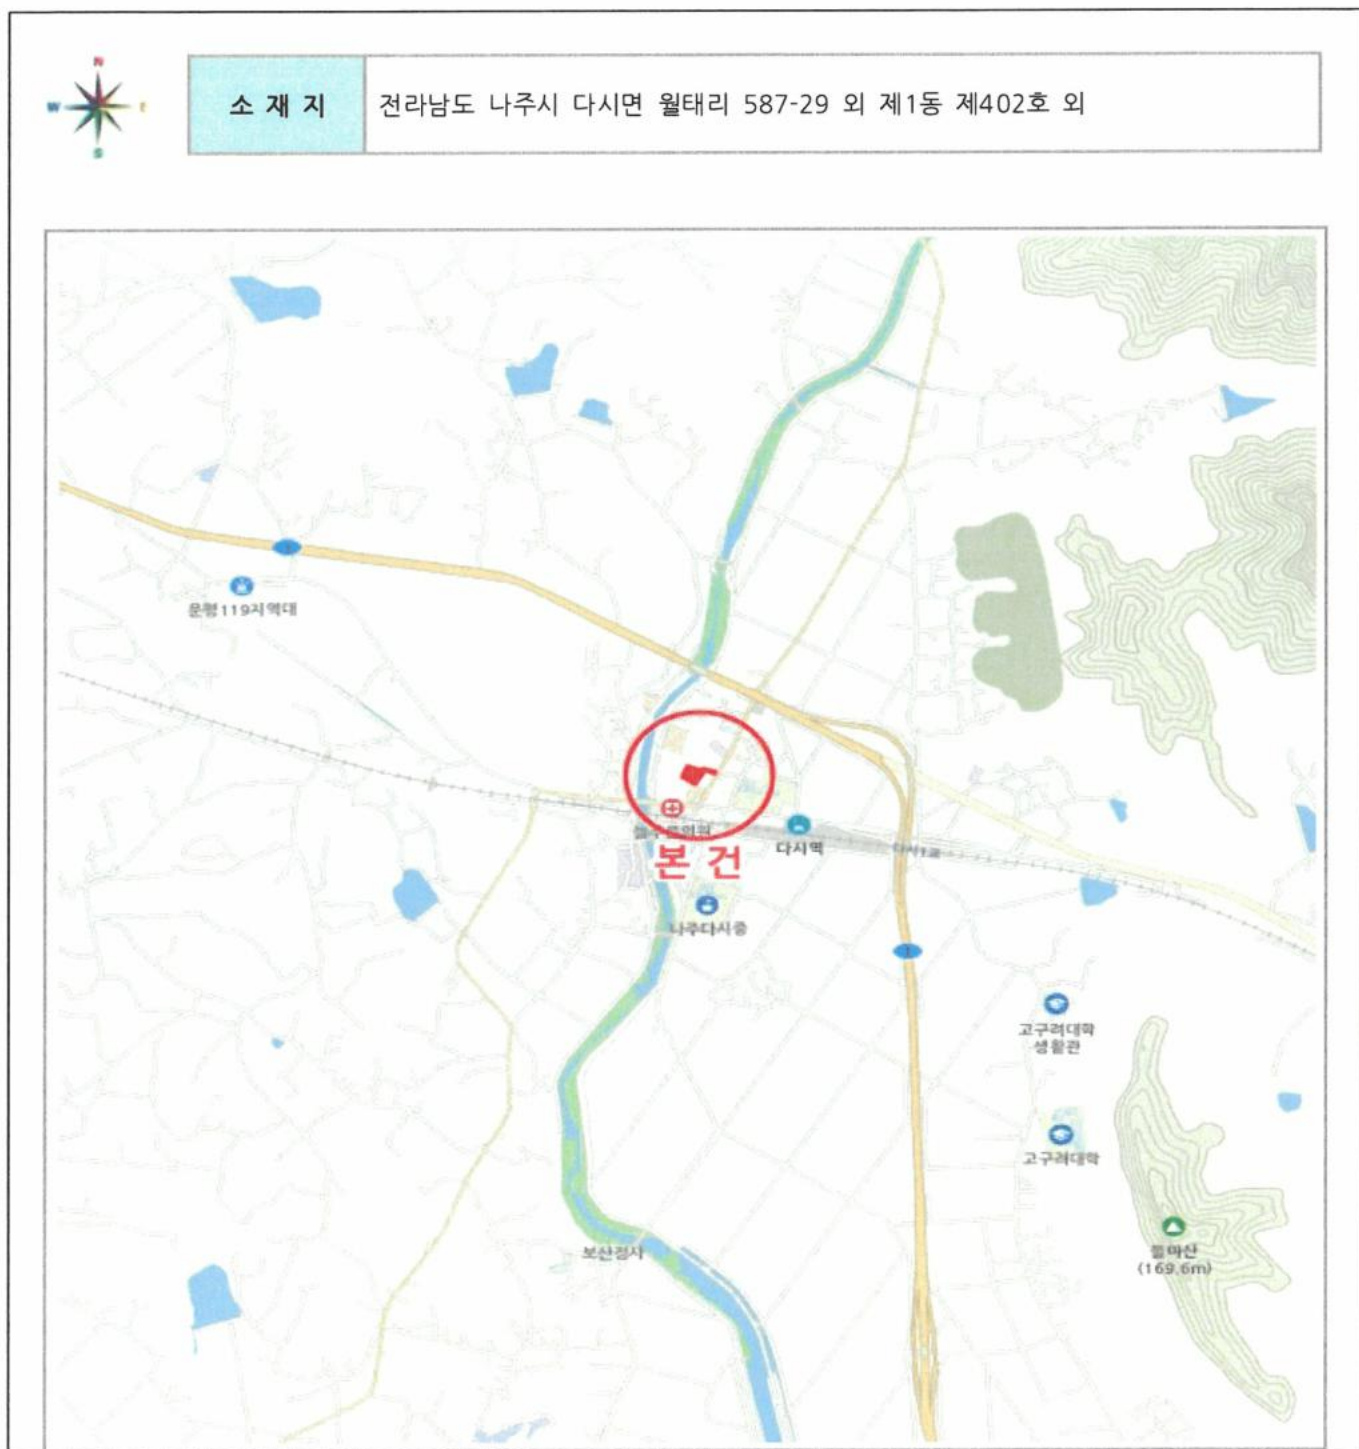 N
W E
S
소 재 지
전라남도 나주시 다시면 월태리 587-29 외 제1동 제402호 외
1
문평119지역대
본 건
다시역
나주다시중
1
고구려대학
생활관
고구려대학
보산정사
(169.6m)